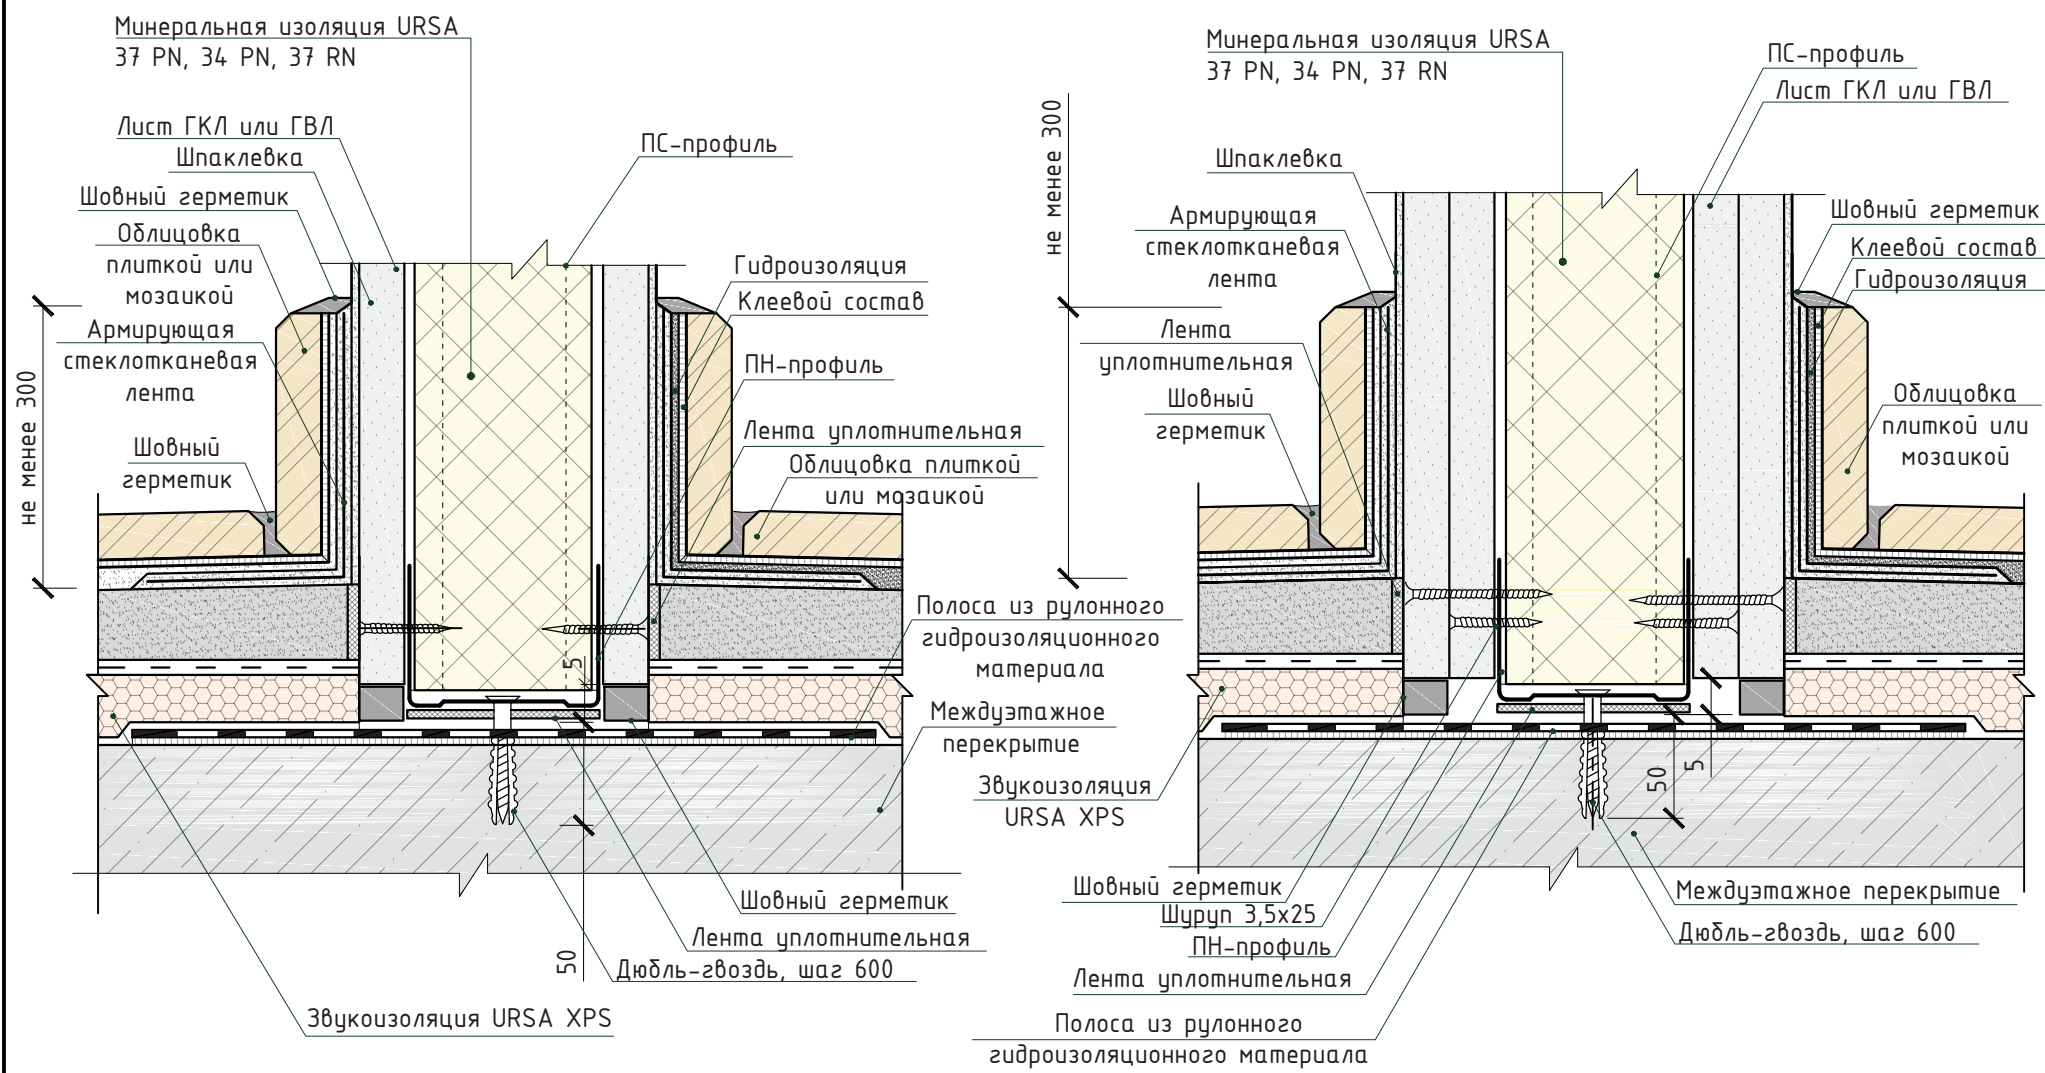 Минеральная изоляция URSA
37 PN, 34 PN, 37 RN
Лист ГКЛ или ГВЛ
Шпаклевка
Шовный герметик
Облицовка
плиткой или
мозаикой
Армирующая
стеклотканевая
лента
не менее 300
Шовный
герметик
ПС-профиль
Гидроизоляция
Клеевой состав
ПН-профиль
Лента уплотнительная
Облицовка плиткой
или мозаикой
5
Полоса из рулонного
гидроизоляционного
материала
Междуэтажное
перекрытие
Шовный герметик
Лента уплотнительная
50
Дюбль-гвоздь, шаг 600
Звукоизоляция URSA XPS
Минеральная изоляция URSA
37 PN, 34 PN, 37 RN
ПС-профиль
Лист ГКЛ или ГВЛ
не менее 300
Шпаклевка
Армирующая
стеклотканевая
лента
Лента
уплотнительная
Шовный
герметик
Шовный герметик
Клеевой состав
Гидроизоляция
Облицовка
плиткой или
мозаикой
Звукоизоляция
URSA XPS
50
5
Шовный герметик
Шуруп 3,5х25
ПН-профиль
Лента уплотнительная
Полоса из рулонного
гидроизоляционного материала
Междуэтажное перекрытие
Дюбль-гвоздь, шаг 600